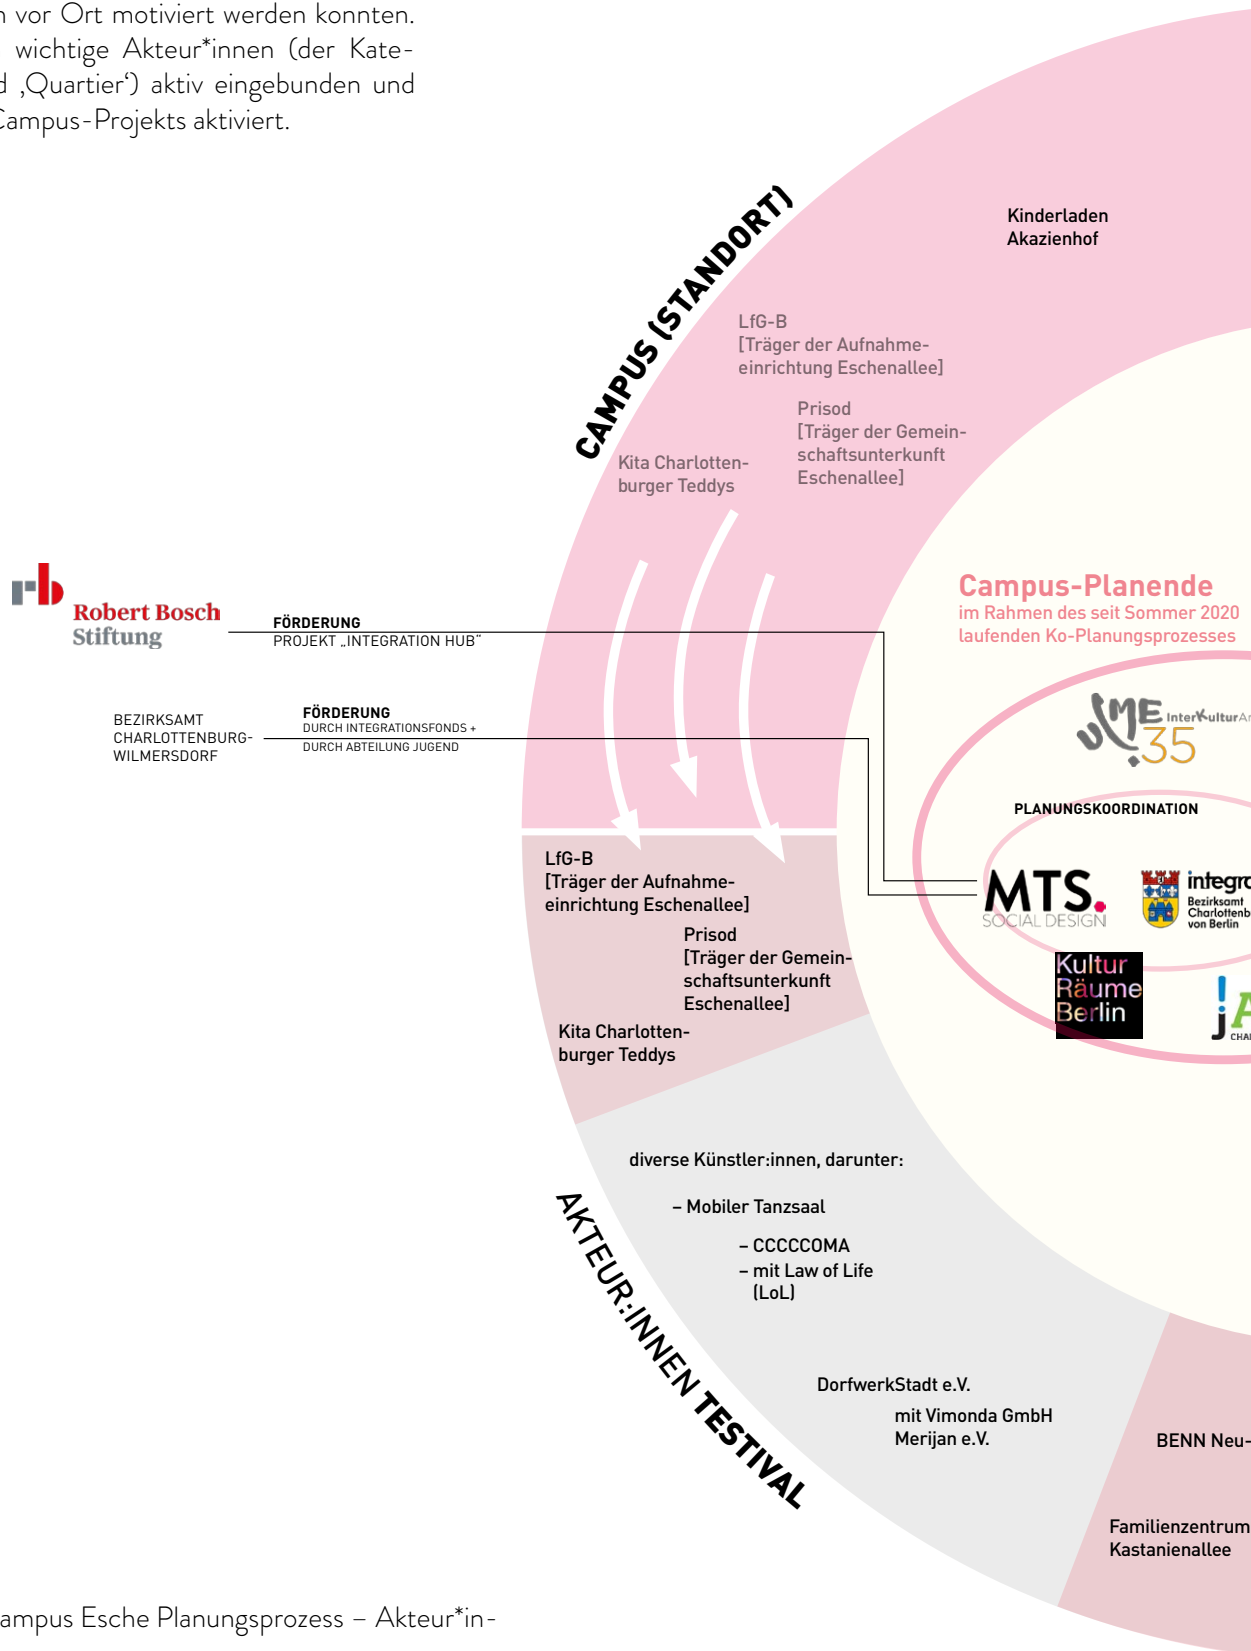 vor Ort motiviert werden konnten.
wichtige Akteur*innen (der Kate-
‚Quartier‘) aktiv eingebunden und
Campus-Projekts aktiviert.
CAMPUS (STANDORT)
Kinderladen
Akazienhof
LfG-B
[Träger der Aufnahme-
einrichtung Eschenallee]
Prisod
[Träger der Gemein-
schaftsunterkunft
Eschenallee]
Kita Charlotten-
burger Teddys
rb
Robert Bosch
Stiftung
FÖRDERUNG
PROJEKT „INTEGRATION HUB“
BEZIRKSAMT
CHARLOTTENBURG-
WILMERSDORF
FÖRDERUNG
DURCH INTEGRATIONSFONDS +
DURCH ABTEILUNG JUGEND
Campus-Planende
im Rahmen des seit Sommer 2020
laufenden Ko-Planungsprozesses
InterKultur
35
PLANUNGSKOORDINATION
MTS.
SOCIAL DESIGN
Bezirksamt
von Berlin
Kultur
Räume
Berlin
LfG-B
[Träger der Aufnahme-
einrichtung Eschenallee]
Prisod
[Träger der Gemein-
schaftsunterkunft
Eschenallee]
Kita Charlotten-
burger Teddys
diverse Künstler:innen, darunter:
– Mobiler Tanzsaal
– CCCCCOMA
– mit Law of Life
(LoL)
AKTEUR:INNEN TESTIVAL
DorfwerkStadt e.V.
mit Vimonda GmbH
Merijan e.V.
BENN Neu-
Familienzentrum
Kastanienallee
ampus Esche Planungsprozess – Akteur*in-